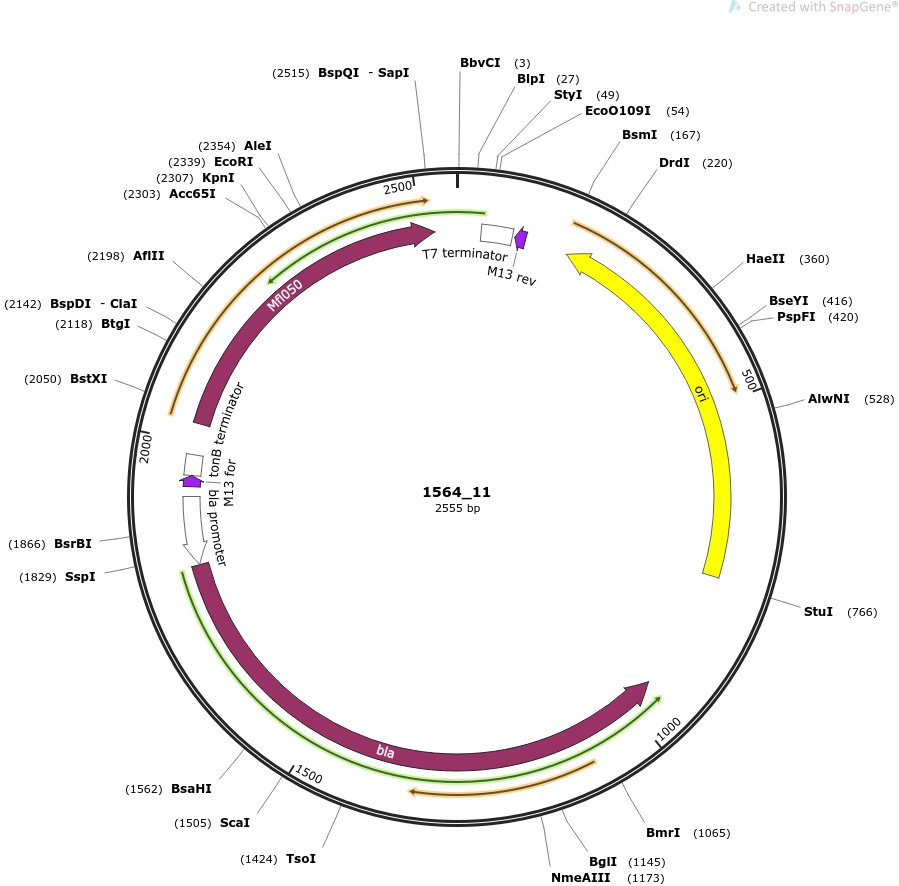 Created with SnapGene®
(2515) BspQI - SapI
BbvCI (3)
BlpI (27)
StyI (49)
EcoO109I (54)
BsmI (167)
DrdI (220)
(2354) AleI
(2339) EcoRI
(2307) KpnI
(2303) Acc65I
2500
T7 terminator
M13 rev
(2198) AflII
HaeII (360)
(2142) BspDI - ClaI
(2118) BtgI
BseYI (416)
PspFI (420)
Mfl050
(2050) BstXI
500
ori
AlwNI (528)
2000
tonB terminator
M13 for
bla promoter
1564_11
2555 bp
(1866) BsrBI
(1829) SspI
StuI (766)
1000
bla
1500
(1562) BsaHI
(1505) ScaI
(1424) TsoI
BmrI (1065)
BglI (1145)
NmeAIII (1173)